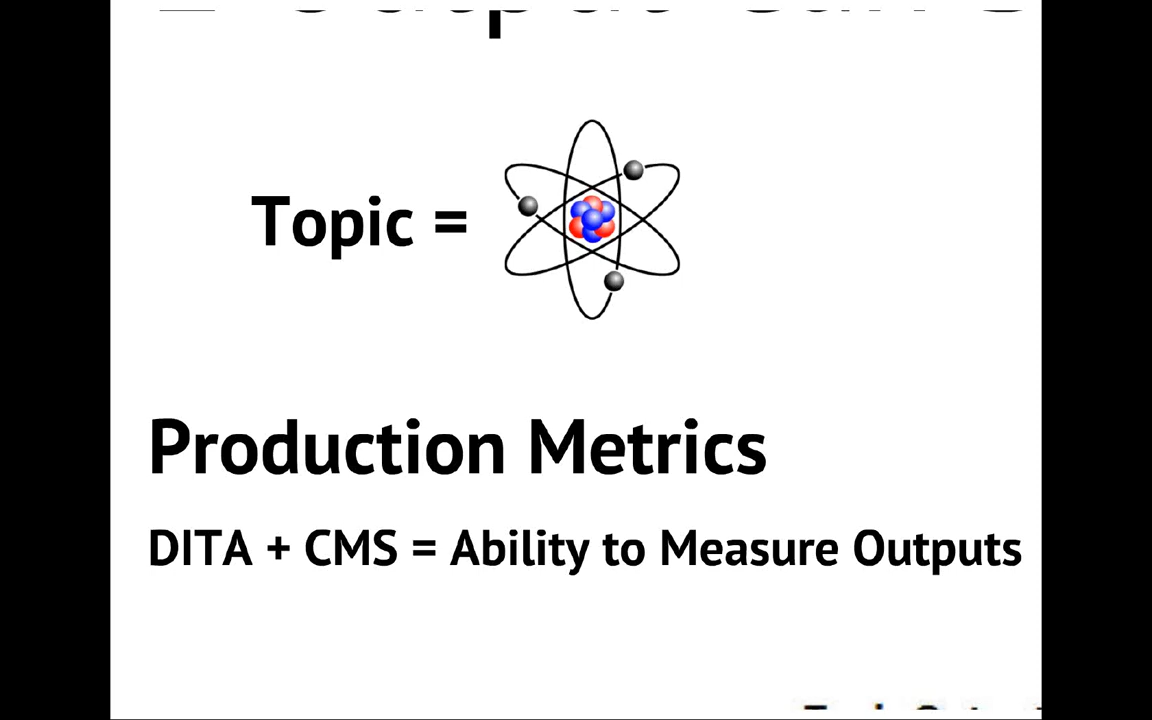 Topic =
Production Metrics
DITA + CMS = Ability to Measure Outputs